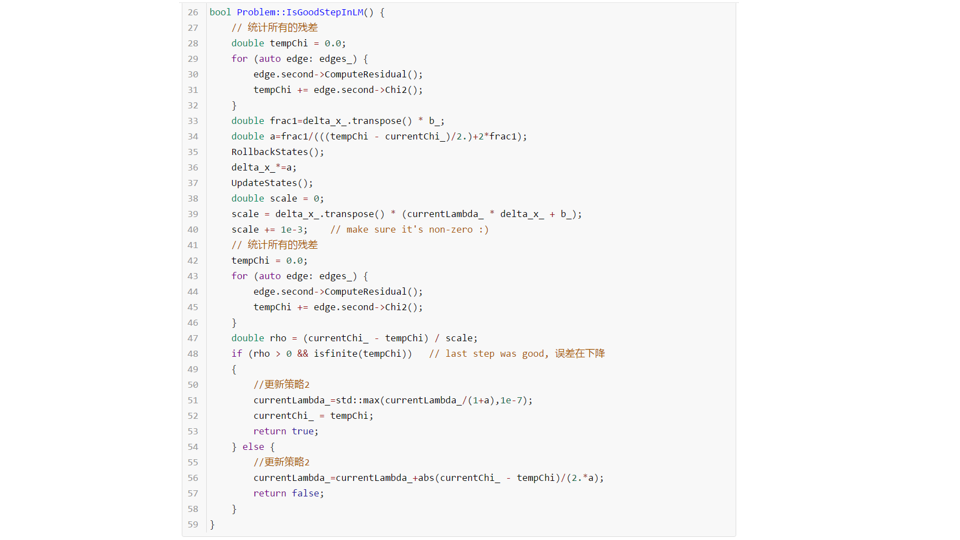 26 bool Problem::IsGoodStepInLM() {
27 // 统计所有的残差
28 double tempChi = 0.0;
29 for (auto edge: edges_) {
30 edge.second->ComputeResidual();
31 tempChi += edge.second->Chi2();
32 }
33 double frac1=delta_x_.transpose() * b_;
34 double a=frac1/(((tempChi - currentChi_)/2.)+2*frac1);
35 RollbackStates();
36 delta_x_*=a;
37 UpdateStates();
38 double scale = 0;
39 scale = delta_x_.transpose() * (currentLambda_ * delta_x_ + b_);
40 scale += 1e-3; // make sure it's non-zero :)
41 // 统计所有的残差
42 tempChi = 0.0;
43 for (auto edge: edges_) {
44 edge.second->ComputeResidual();
45 tempChi += edge.second->Chi2();
46 }
47 double rho = (currentChi_ - tempChi) / scale;
48 if (rho > 0 && isfinite(tempChi)) // last step was good, 误差在下降
49 {
50 //更新策略2
51 currentLambda_=std::max(currentLambda_/(1+a),1e-7);
52 currentChi_ = tempChi;
53 return true;
54 } else {
55 //更新策略2
56 currentLambda_=currentLambda_+abs(currentChi_ - tempChi)/(2.*a);
57 return false;
58 }
59 }